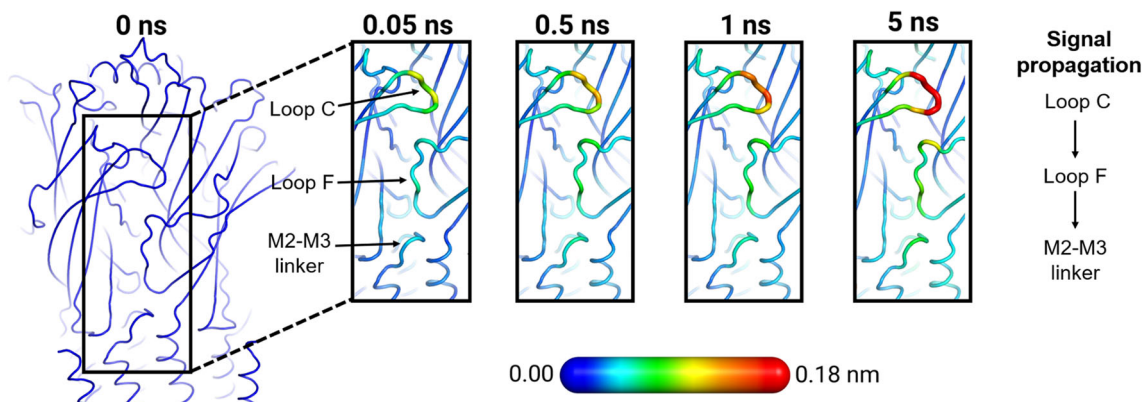 0 ns
0.05 ns
0.5 ns
1 ns
5 ns
Signal
propagation
Loop C
Loop F
M2-M3
linker
Loop C
Loop F
M2-M3
linker
0.00
0.18 nm